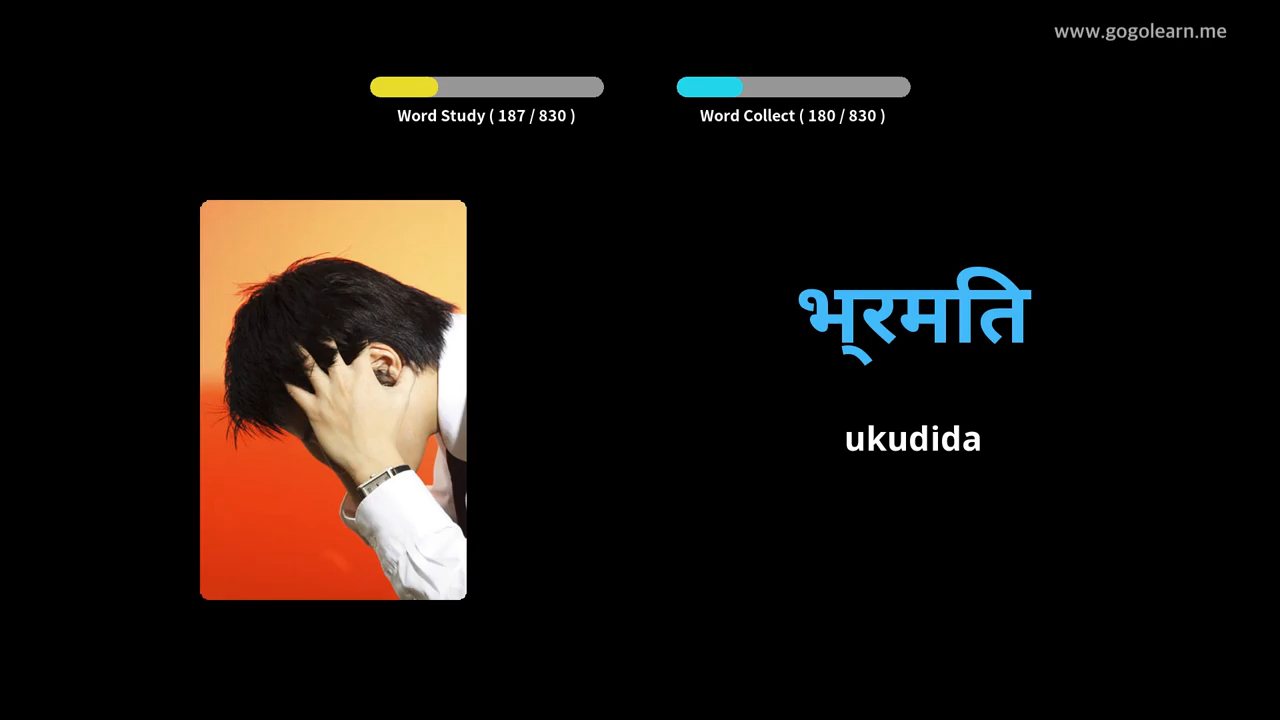 www.gogolearn.me
Word Study ( 187 / 830 )
Word Collect ( 180 / 830 )
भ्रमति
ukudida